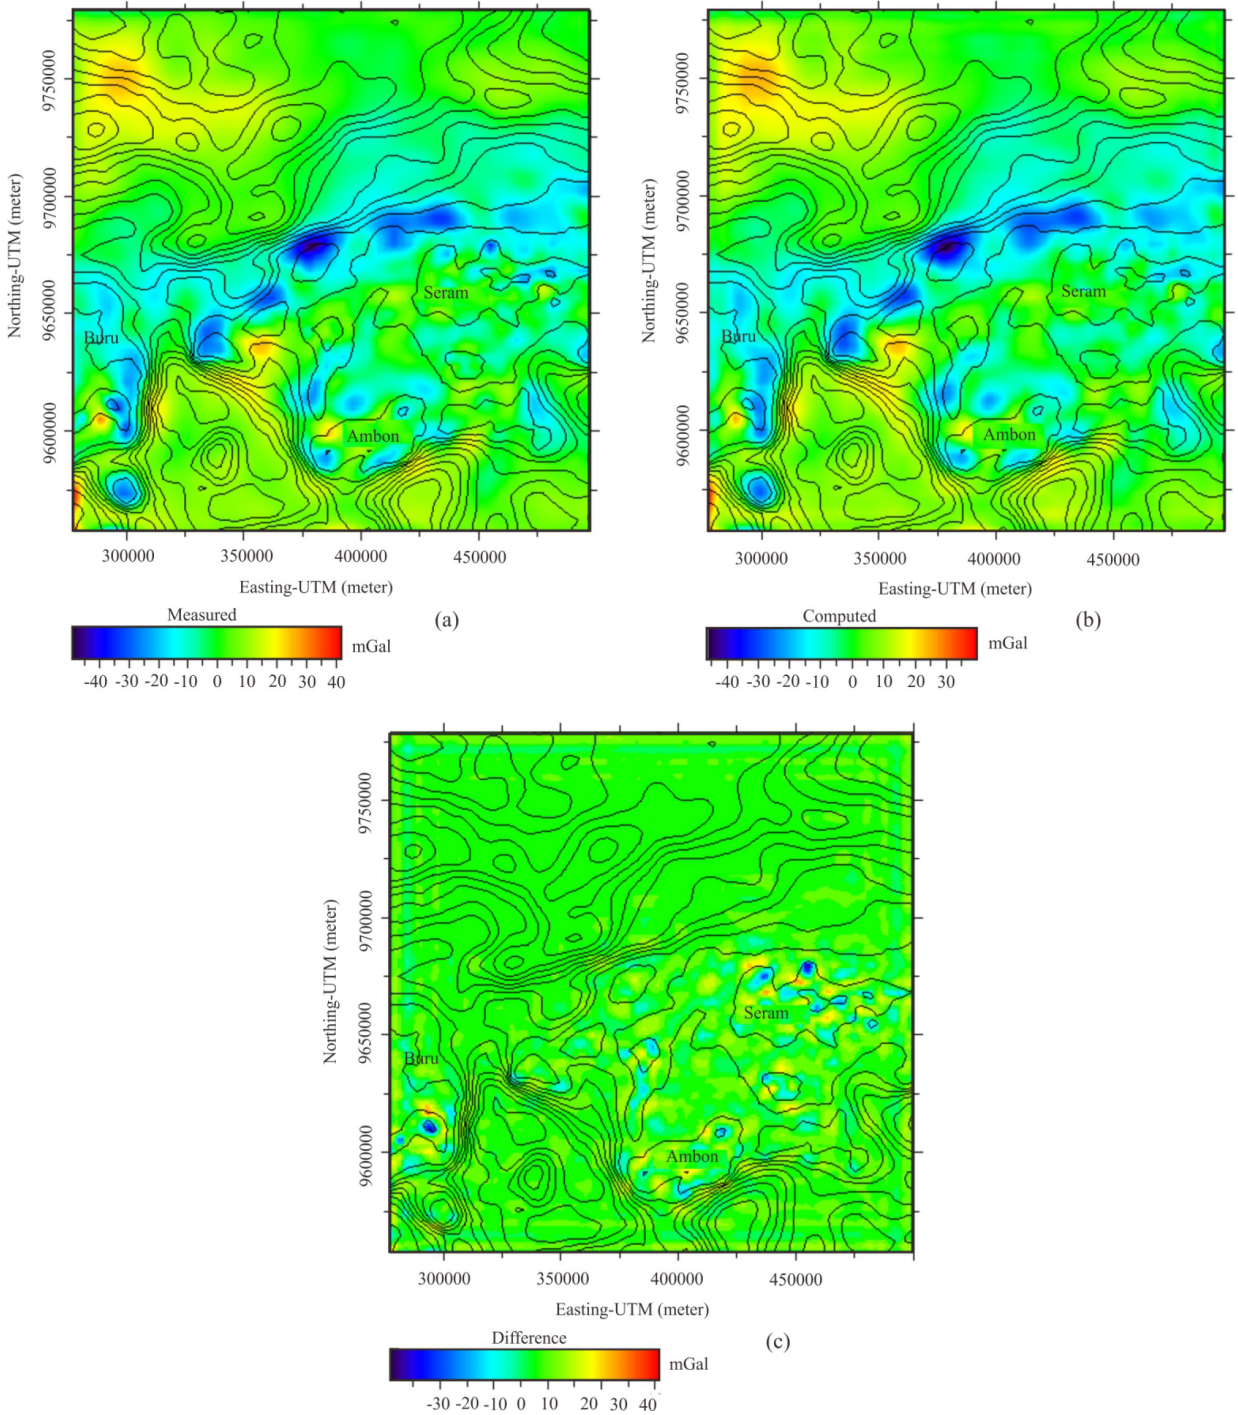 9750000
9700000
9650000
9600000
Northing-UTM (meter)
Buru
Seram
Ambon
300000 350000 400000 450000
Easting-UTM (meter)
Measured
mGal
-40 -30 -20 -10 0 10 20 30 40
(a)
9750000
9700000
9650000
9600000
Northing-UTM (meter)
Buru
Seram
Ambon
300000 350000 400000 450000
Easting-UTM (meter)
Computed
mGal
-40 -30 -20 -10 0 10 20 30
(b)
9750000
9700000
9650000
9600000
Northing-UTM (meter)
Buru
Seram
Ambon
300000 350000 400000 450000
Easting-UTM (meter)
Difference
mGal
-30 -20 -10 0 10 20 30 40
(c)